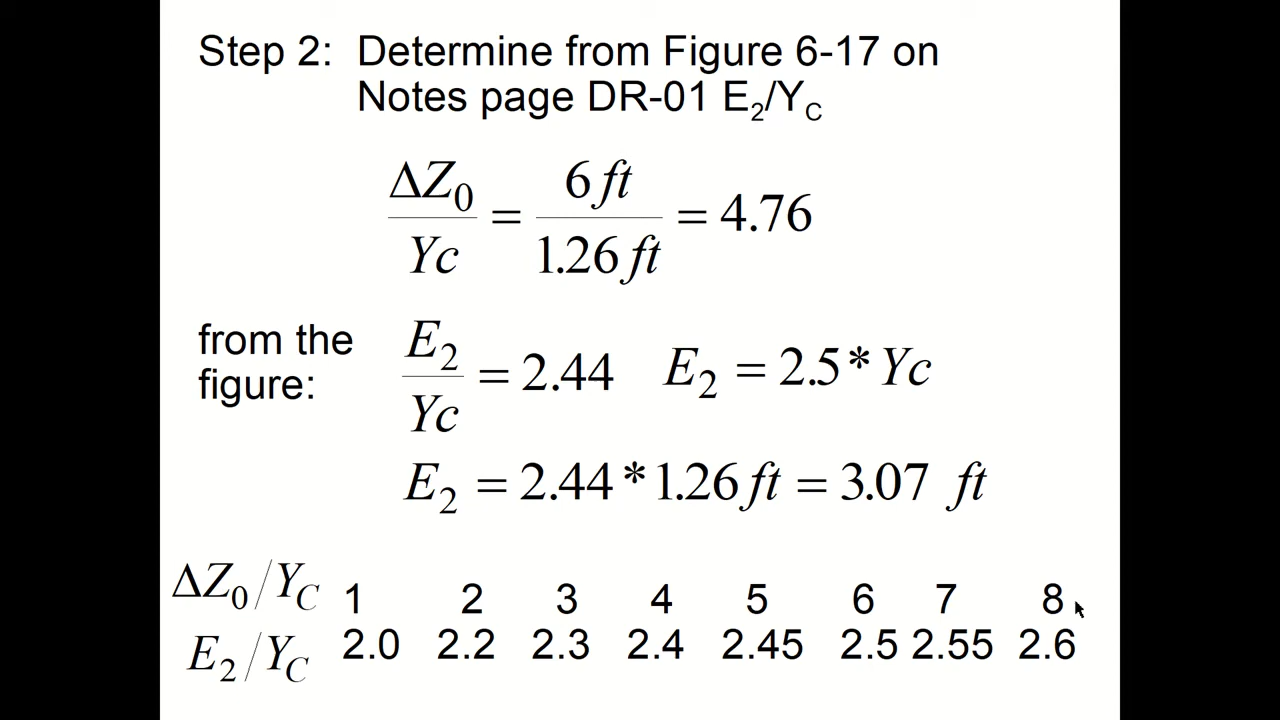 Step 2: Determine from Figure 6-17 on
Notes page DR-01 E₂/Y_C
ΔZ₀/Yc = 6 ft/1.26 ft = 4.76
from the figure: E₂/Yc = 2.44 E₂ = 2.5 * Yc
E₂ = 2.44 * 1.26 ft = 3.07 ft
ΔZ₀/Y_C 1 2 3 4 5 6 7 8
E₂/Y_C 2.0 2.2 2.3 2.4 2.45 2.5 2.55 2.6